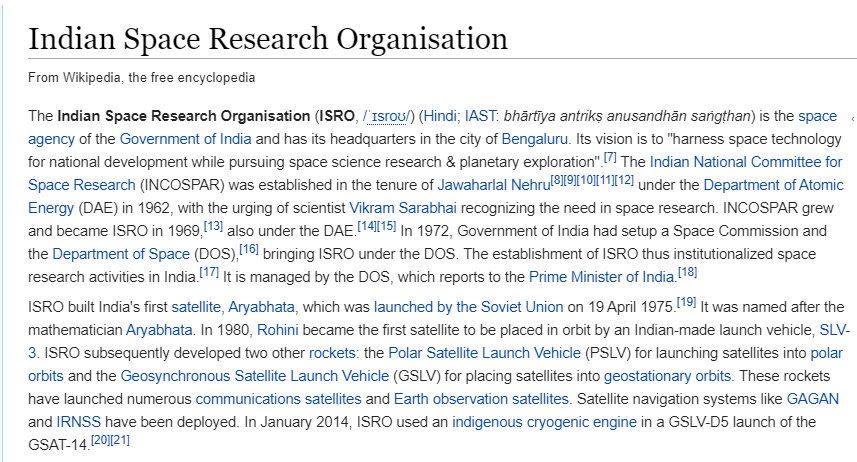 Indian Space Research Organisation
From Wikipedia, the free encyclopedia
The Indian Space Research Organisation (ISRO, /ˈɪsroʊ/) (Hindi; IAST: bhārtīya antrikṣ anusandhān saṅgṭhan) is the space
agency of the Government of India and has its headquarters in the city of Bengaluru. Its vision is to "harness space technology
for national development while pursuing space science research & planetary exploration".[7] The Indian National Committee for
Space Research (INCOSPAR) was established in the tenure of Jawaharlal Nehru[8][9][10][11][12] under the Department of Atomic
Energy (DAE) in 1962, with the urging of scientist Vikram Sarabhai recognizing the need in space research. INCOSPAR grew
and became ISRO in 1969,[13] also under the DAE.[14][15] In 1972, Government of India had setup a Space Commission and
the Department of Space (DOS),[16] bringing ISRO under the DOS. The establishment of ISRO thus institutionalized space
research activities in India.[17] It is managed by the DOS, which reports to the Prime Minister of India.[18]
ISRO built India's first satellite, Aryabhata, which was launched by the Soviet Union on 19 April 1975.[19] It was named after the
mathematician Aryabhata. In 1980, Rohini became the first satellite to be placed in orbit by an Indian-made launch vehicle, SLV-
3. ISRO subsequently developed two other rockets: the Polar Satellite Launch Vehicle (PSLV) for launching satellites into polar
orbits and the Geosynchronous Satellite Launch Vehicle (GSLV) for placing satellites into geostationary orbits. These rockets
have launched numerous communications satellites and Earth observation satellites. Satellite navigation systems like GAGAN
and IRNSS have been deployed. In January 2014, ISRO used an indigenous cryogenic engine in a GSLV-D5 launch of the
GSAT-14.[20][21]